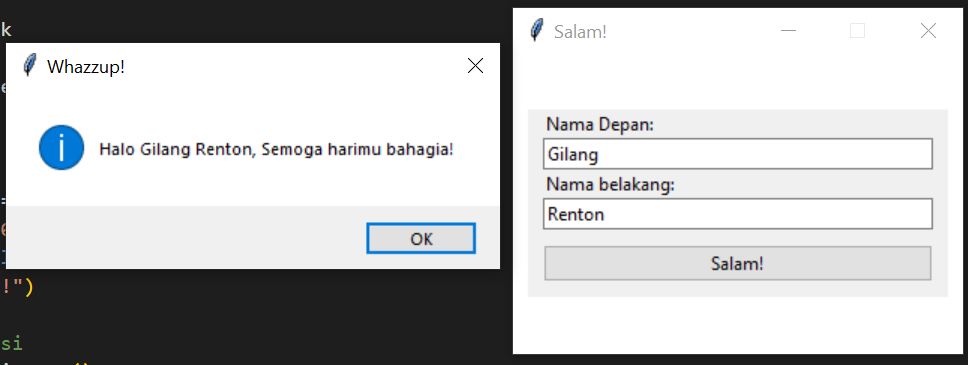 k
Whazzup!
Halo Gilang Renton, Semoga harimu bahagia!
OK
!")
si
Salam!
Nama Depan:
Gilang
Nama belakang:
Renton
Salam!